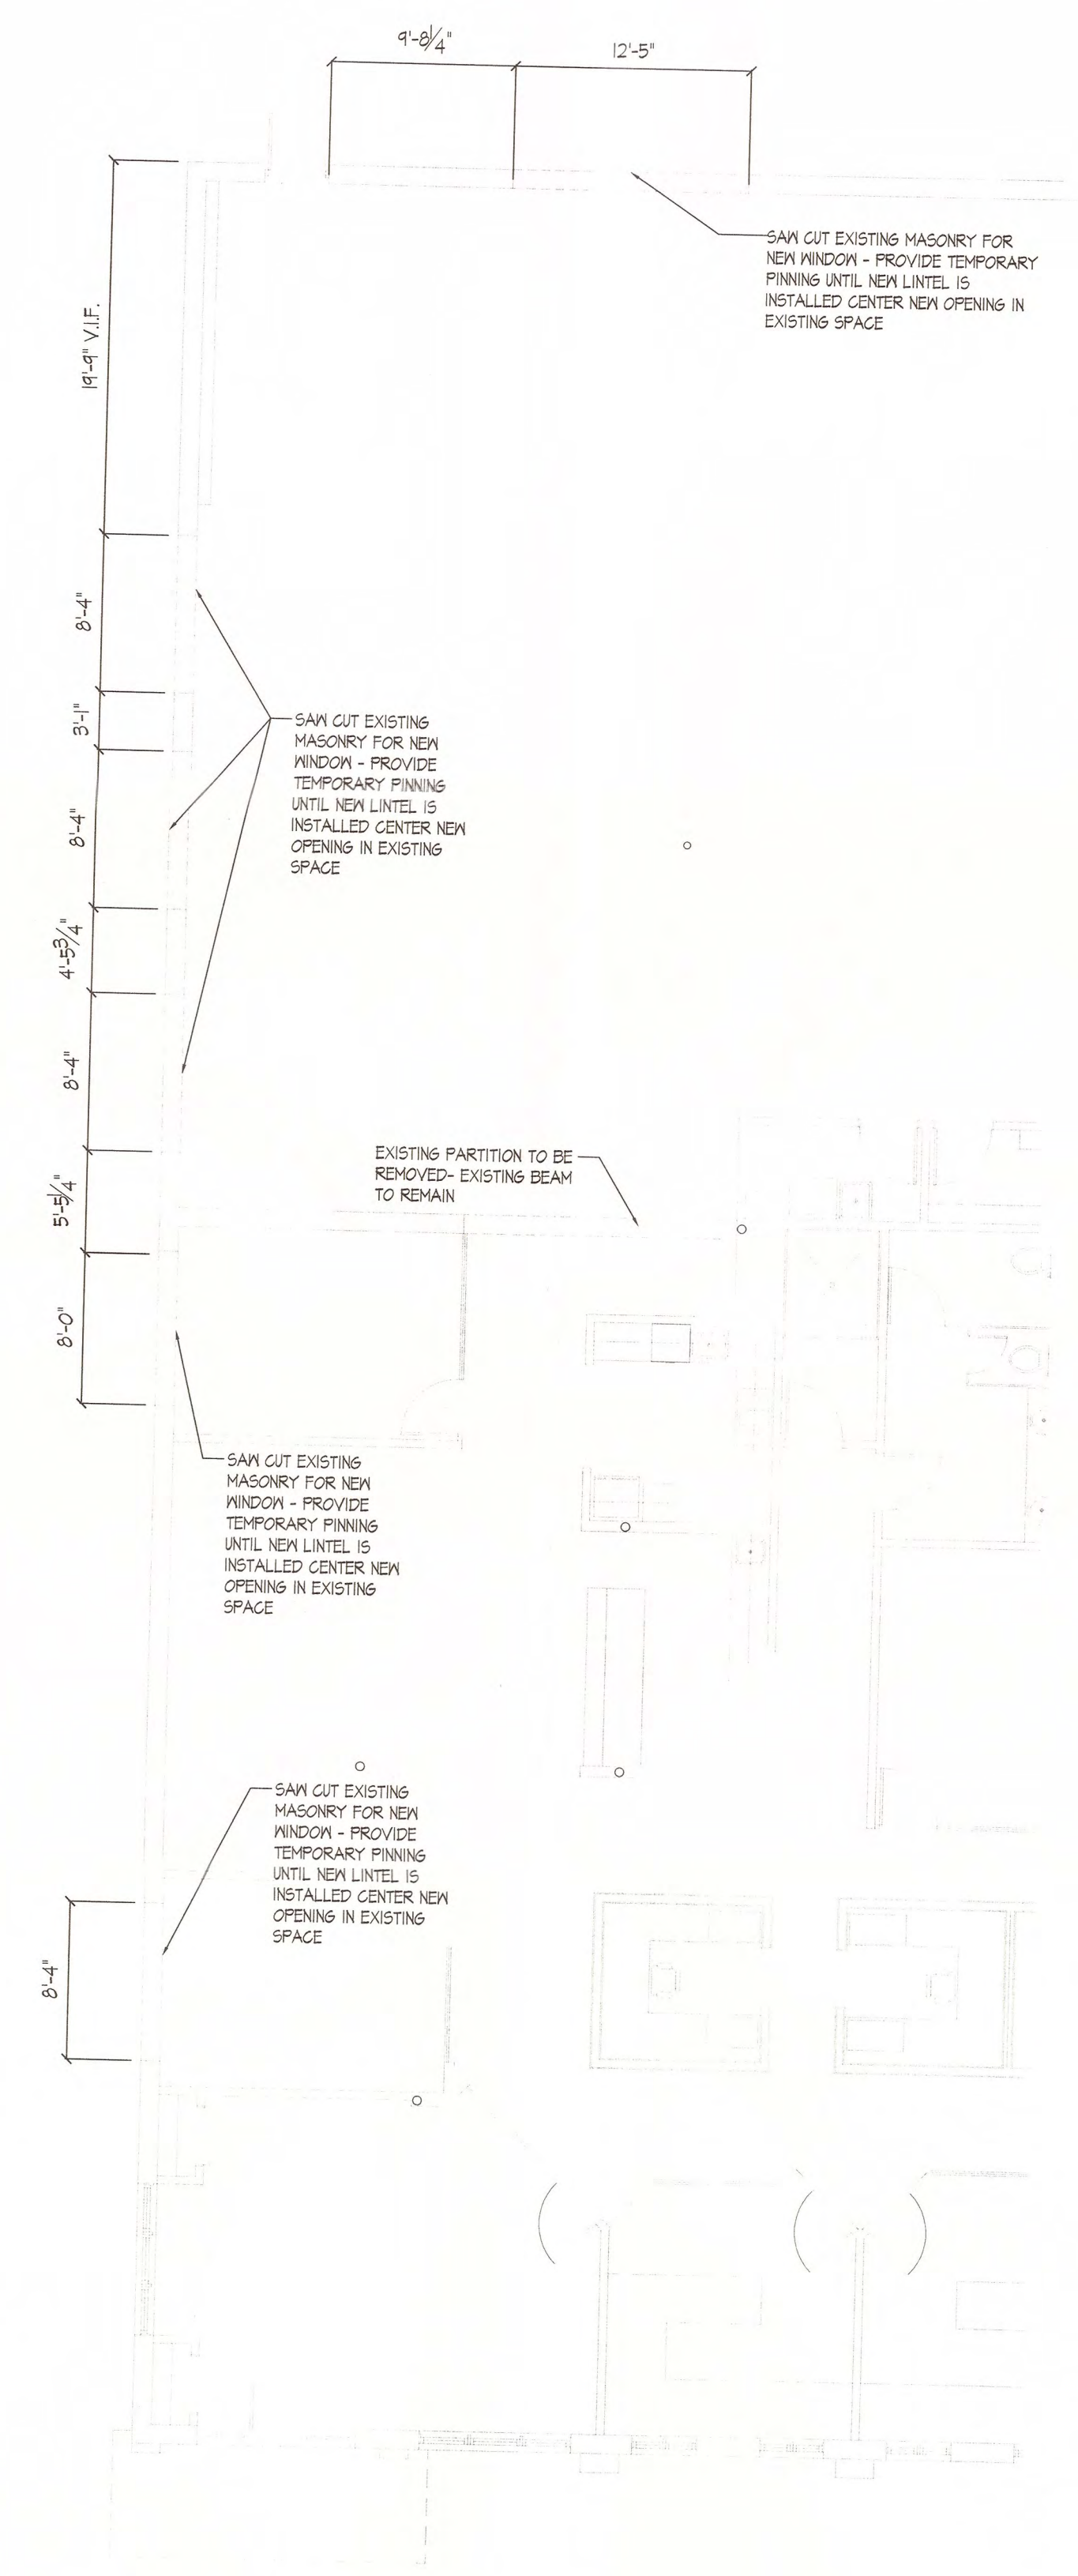 9'-8 1/4"
12'-5"
SAW CUT EXISTING MASONRY FOR
NEW WINDOW - PROVIDE TEMPORARY
PINNING UNTIL NEW LINTEL IS
INSTALLED CENTER NEW OPENING IN
EXISTING SPACE
19'-9" V.I.F.
8'-4"
3'-1"
8'-4"
4'-5 3/4"
8'-4"
5'-5 1/4"
8'-0"
SAW CUT EXISTING
MASONRY FOR NEW
WINDOW - PROVIDE
TEMPORARY PINNING
UNTIL NEW LINTEL IS
INSTALLED CENTER NEW
OPENING IN EXISTING
SPACE
EXISTING PARTITION TO BE
REMOVED- EXISTING BEAM
TO REMAIN
SAW CUT EXISTING
MASONRY FOR NEW
WINDOW - PROVIDE
TEMPORARY PINNING
UNTIL NEW LINTEL IS
INSTALLED CENTER NEW
OPENING IN EXISTING
SPACE
SAW CUT EXISTING
MASONRY FOR NEW
WINDOW - PROVIDE
TEMPORARY PINNING
UNTIL NEW LINTEL IS
INSTALLED CENTER NEW
OPENING IN EXISTING
SPACE
8'-4"